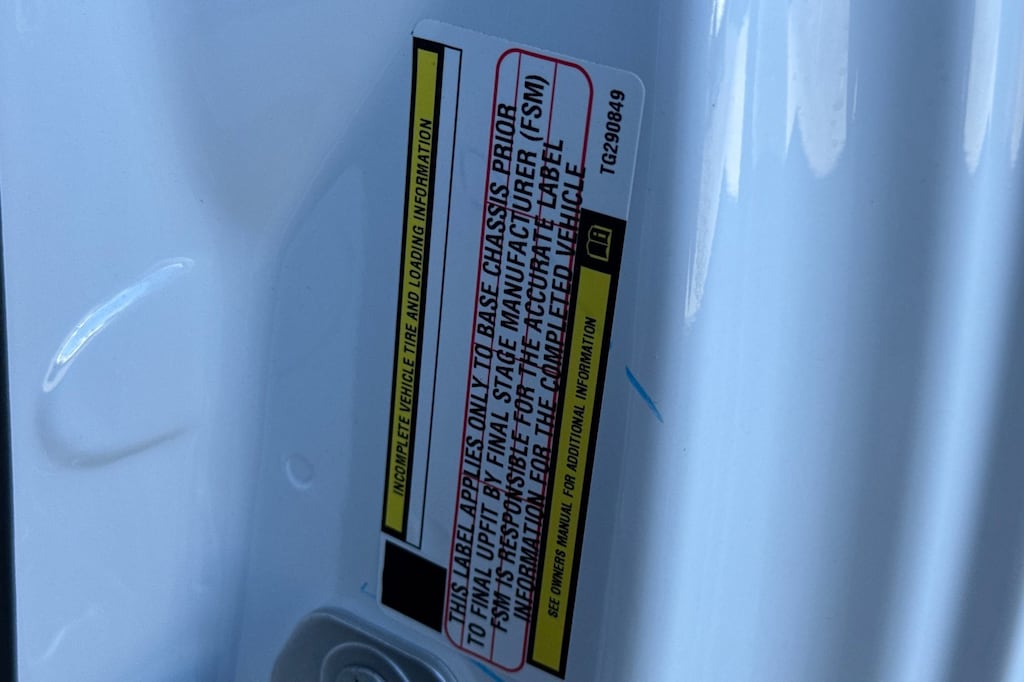 INCOMPLETE VEHICLE TIRE AND LOADING INFORMATION
THIS LABEL APPLIES ONLY TO BASE CHASSIS PRIOR
TO FINAL UPFIT BY FINAL STAGE MANUFACTURER (FSM)
FSM IS RESPONSIBLE FOR THE ACCURATE LABEL
INFORMATION FOR THE COMPLETED VEHICLE
SEE OWNERS MANUAL FOR ADDITIONAL INFORMATION
TG290849